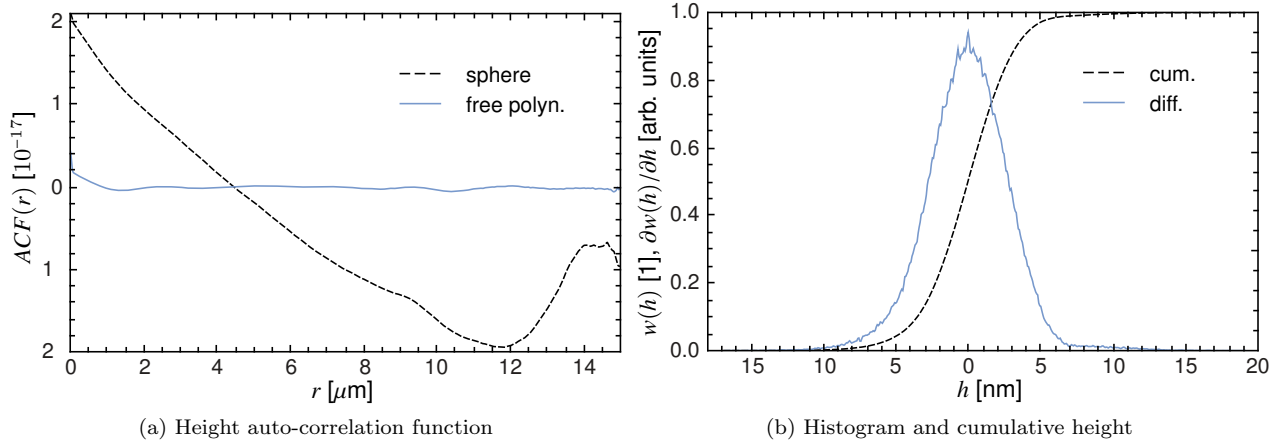 2
1
0
1
2
ACF(r) [10⁻¹⁷]
sphere
free polyn.
0 2 4 6 8 10 12 14
r [μm]
(a) Height auto-correlation function
1.0
0.8
0.6
0.4
0.2
0.0
w(h) [1], ∂w(h)/∂h [arb. units]
cum.
diff.
15 10 5 0 5 10 15 20
h [nm]
(b) Histogram and cumulative height